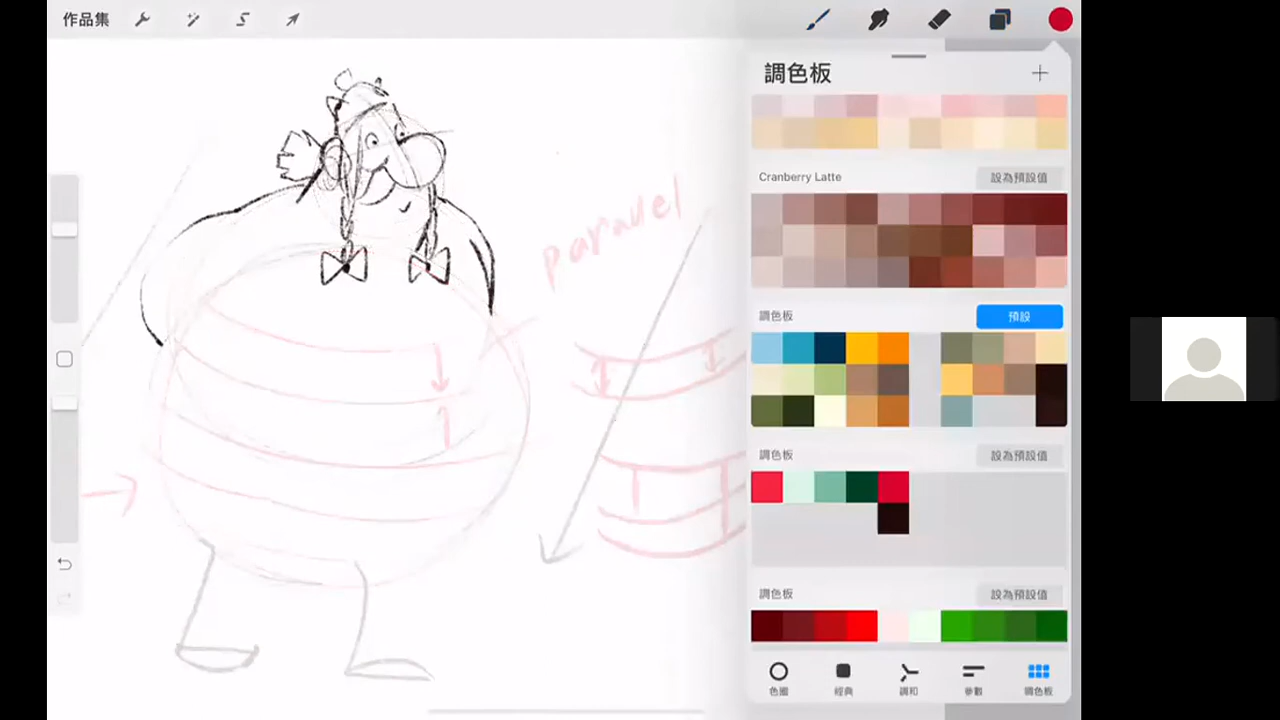 作品集
調色板
Cranberry Latte
設為預設值
調色板
預設
調色板
設為預設值
調色板
設為預設值
色圈
經典
調和
參數
調色板
paravel